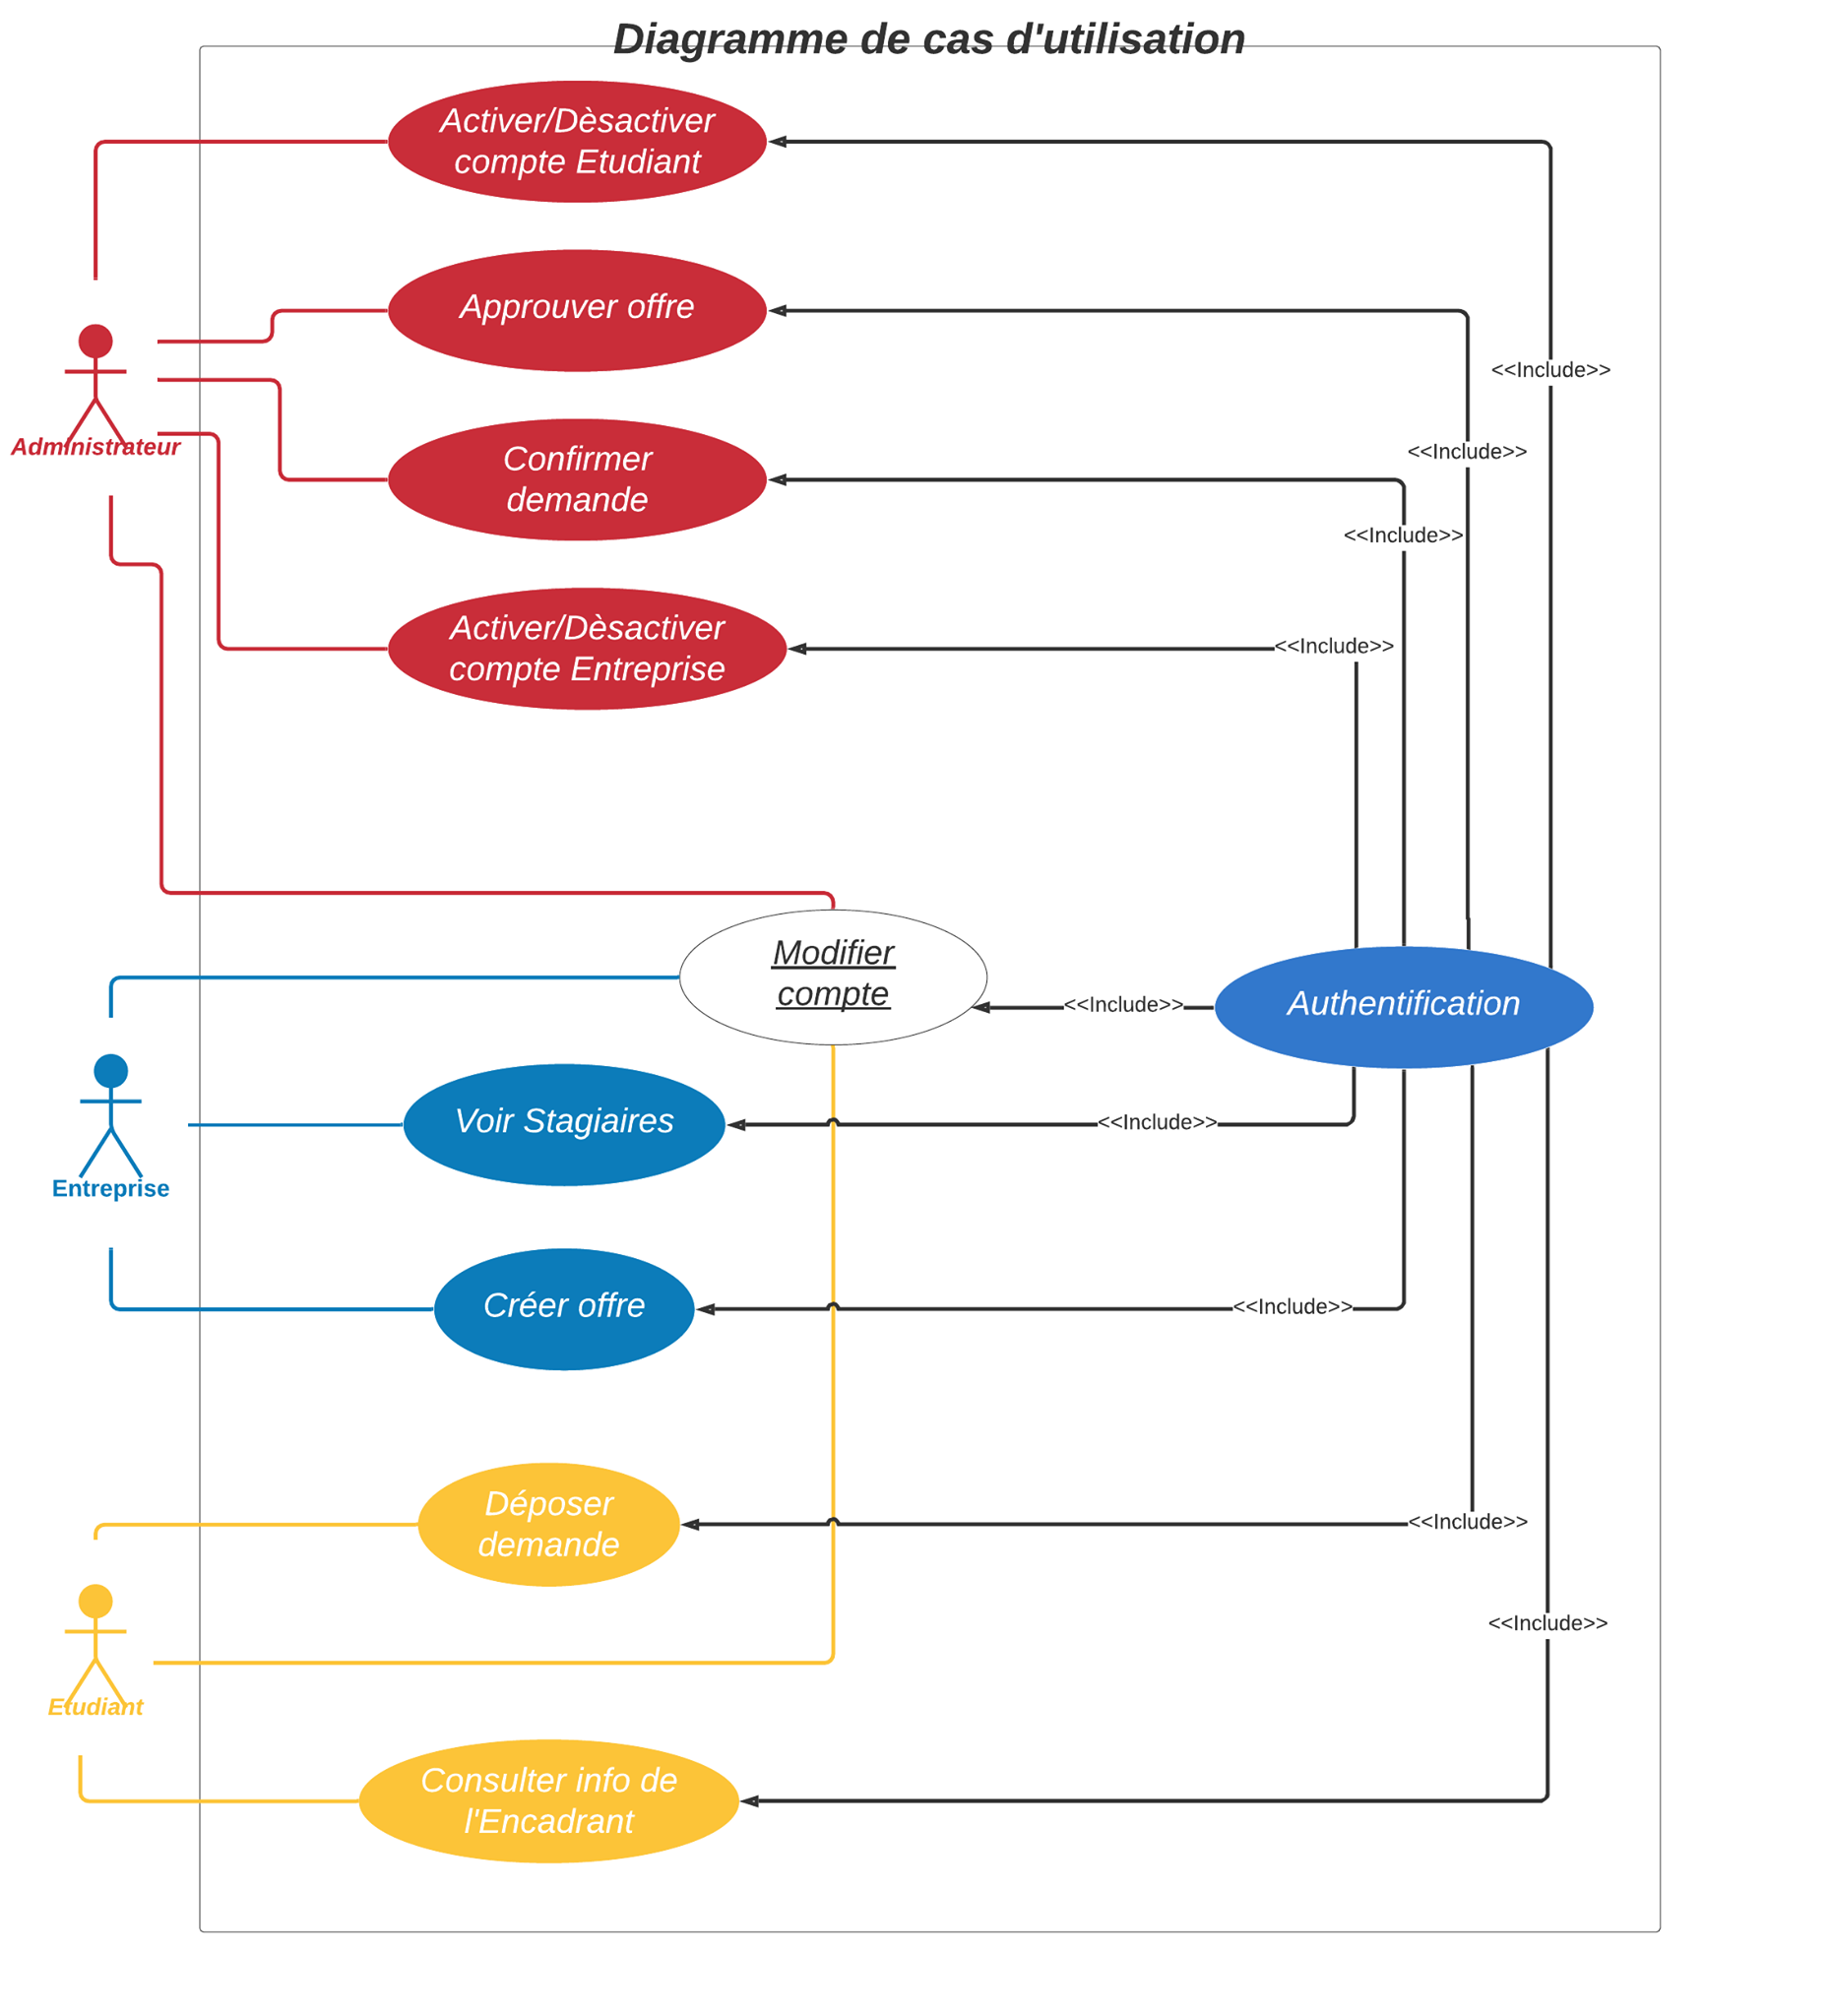 Diagramme de cas d'utilisation
Activer/Dèsactiver
compte Etudiant
Approuver offre
<<Include>>
Administrateur
<<Include>>
Confirmer
demande
<<Include>>
Activer/Dèsactiver
compte Entreprise
<<Include>>
Modifier
compte
<<Include>>
Authentification
Voir Stagiaires
<<Include>>
Entreprise
Créer offre
<<Include>>
Déposer
demande
<<Include>>
<<Include>>
Etudiant
Consulter info de
l'Encadrant